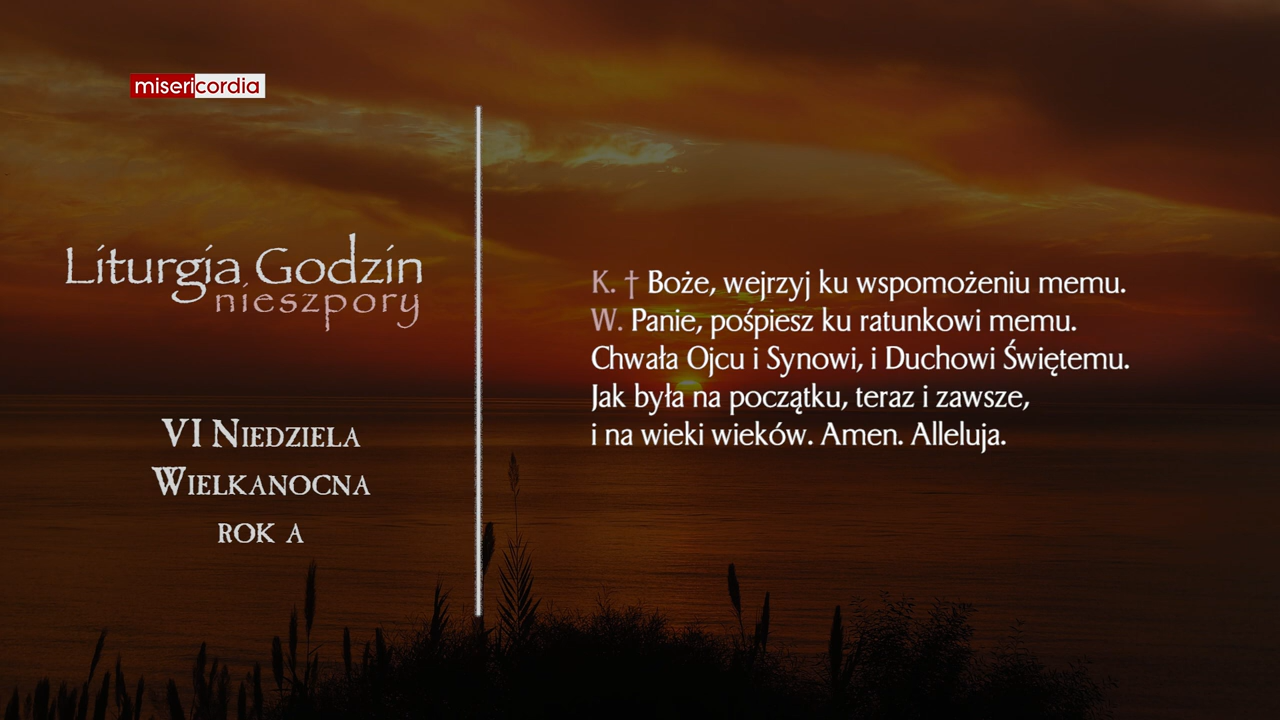 misericordia
Liturgia Godzin
nieszpory
VI Niedziela
Wielkanocna
rok a
K. † Boże, wejrzyj ku wspomożeniu memu.
W. Panie, pośpiesz ku ratunkowi memu.
Chwała Ojcu i Synowi, i Duchowi Świętemu.
Jak była na początku, teraz i zawsze,
i na wieki wieków. Amen. Alleluja.